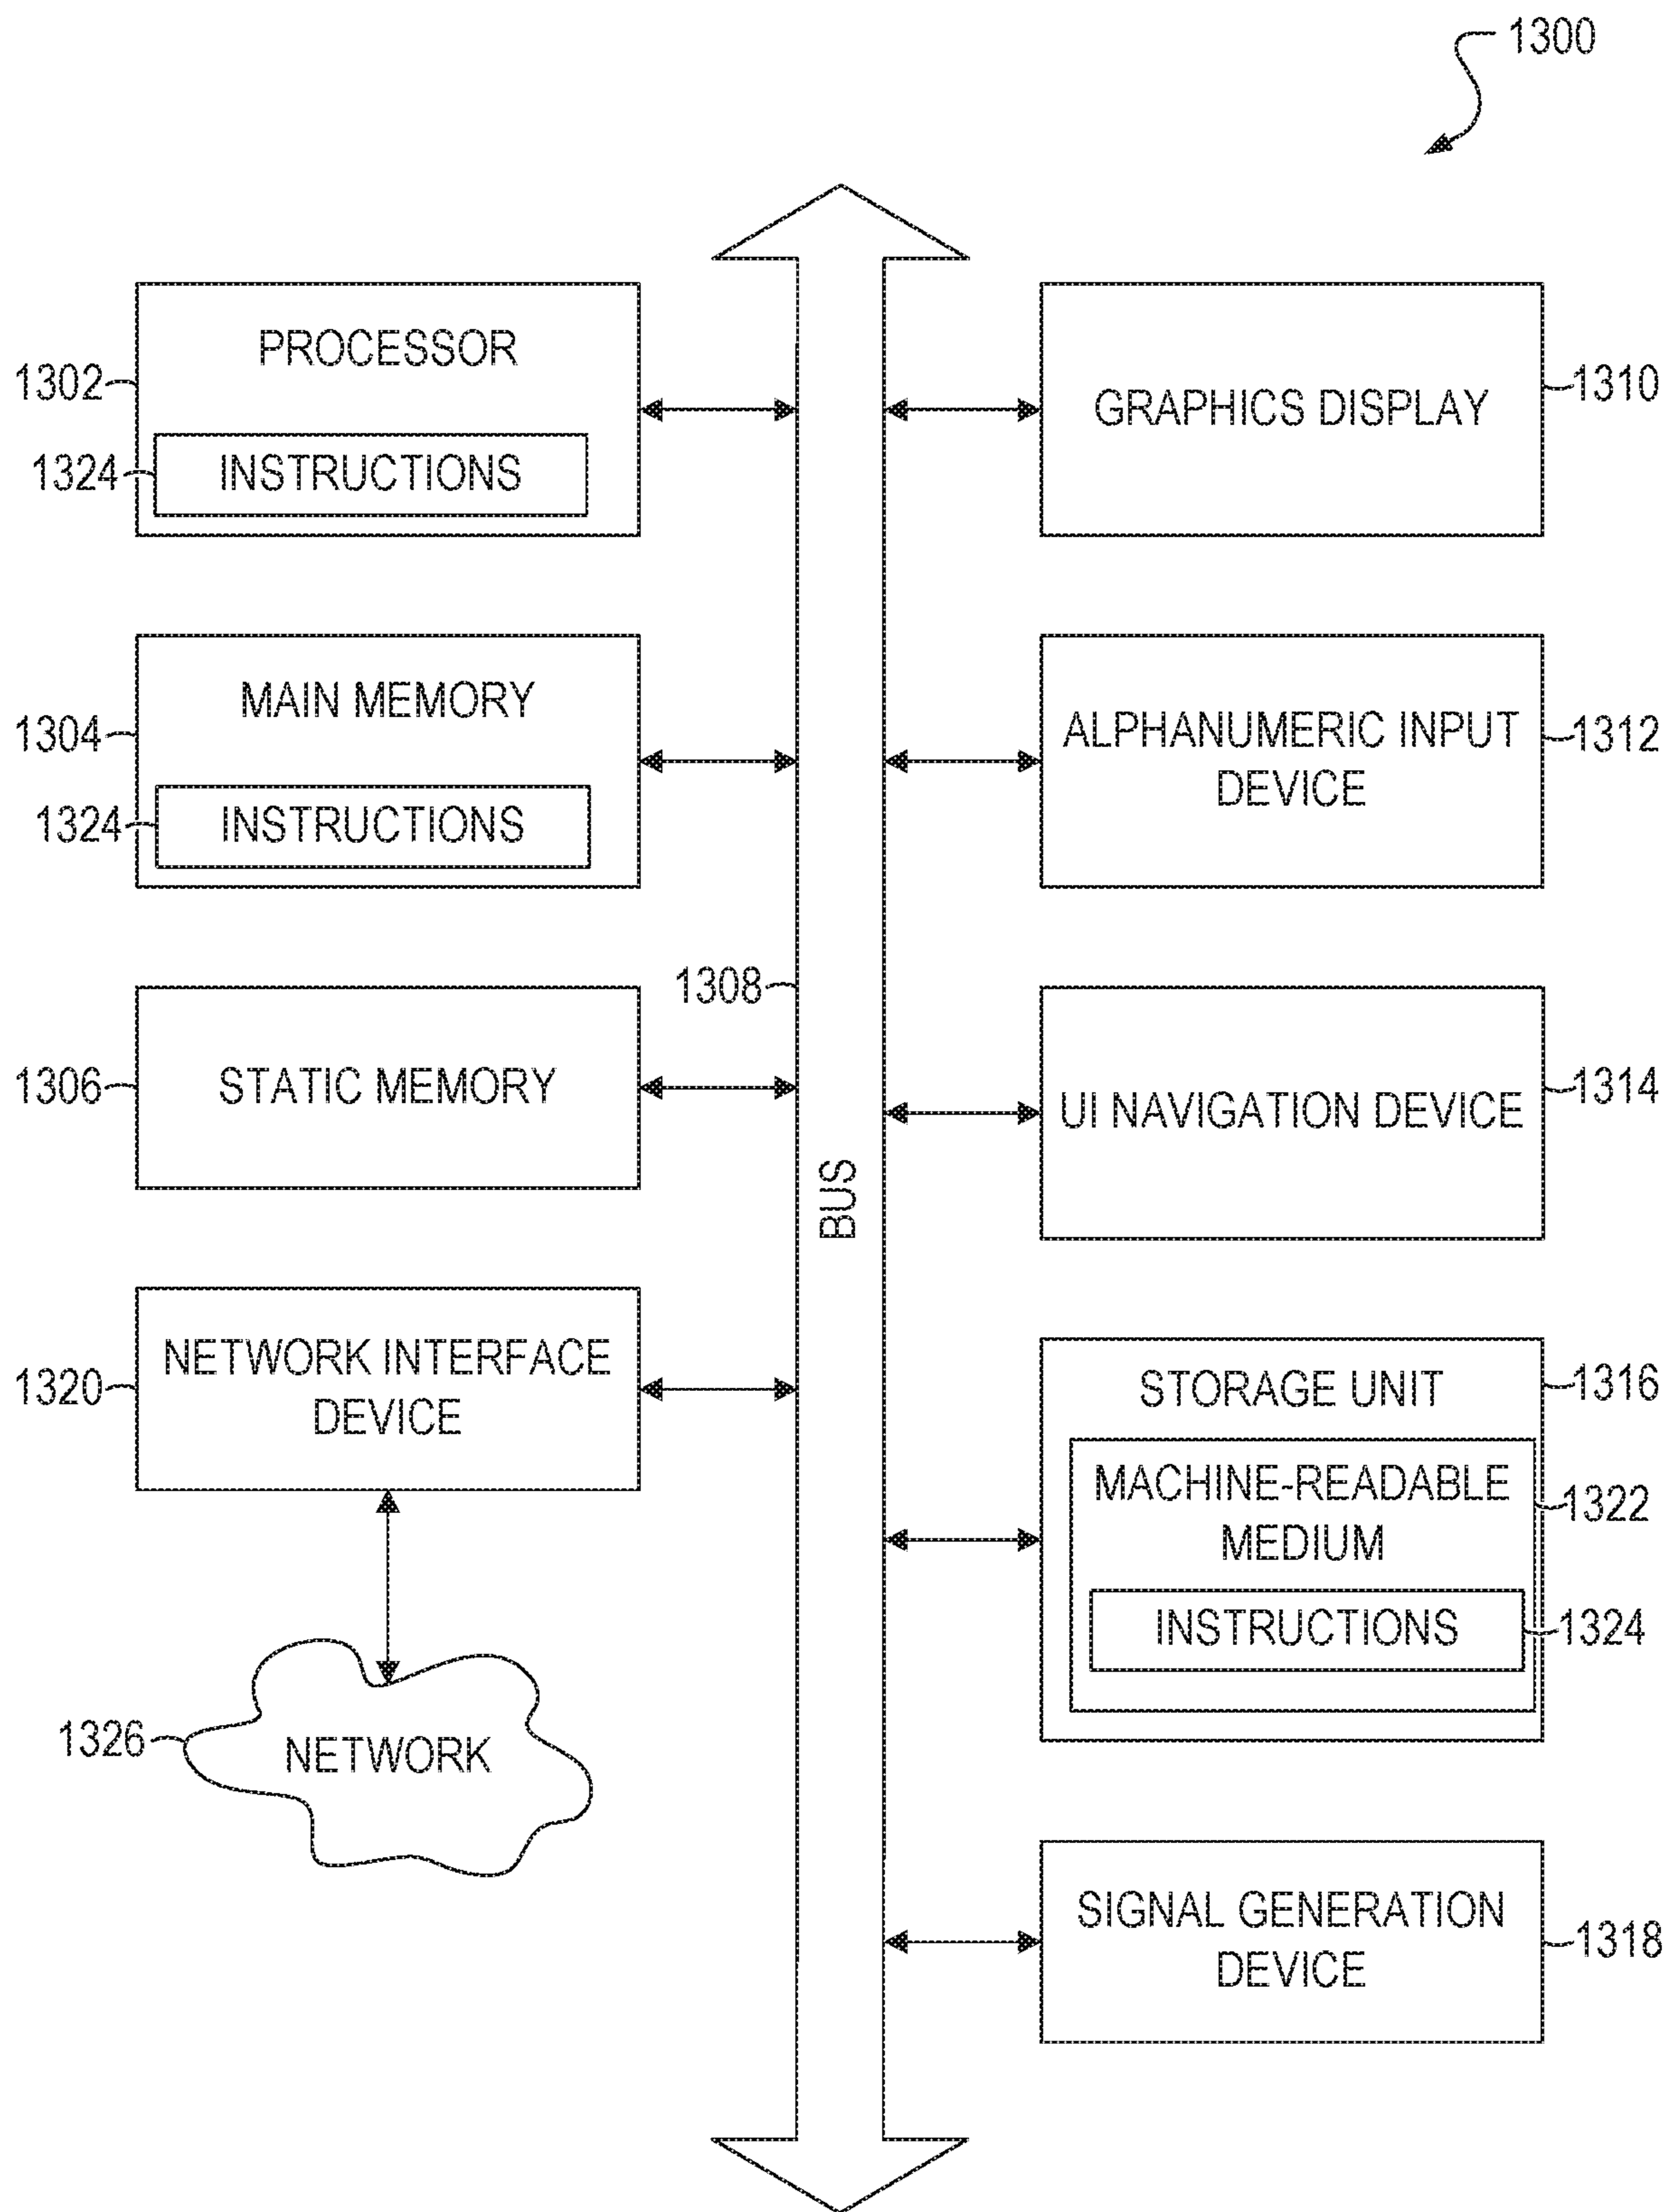 1300
PROCESSOR
1302
1324
INSTRUCTIONS
MAIN MEMORY
1304
1324
INSTRUCTIONS
1308
1306
STATIC MEMORY
BUS
1320
NETWORK INTERFACE
DEVICE
1326
NETWORK
GRAPHICS DISPLAY
1310
ALPHANUMERIC INPUT
DEVICE
1312
UI NAVIGATION DEVICE
1314
STORAGE UNIT
1316
MACHINE-READABLE
MEDIUM
1322
INSTRUCTIONS
1324
SIGNAL GENERATION
DEVICE
1318